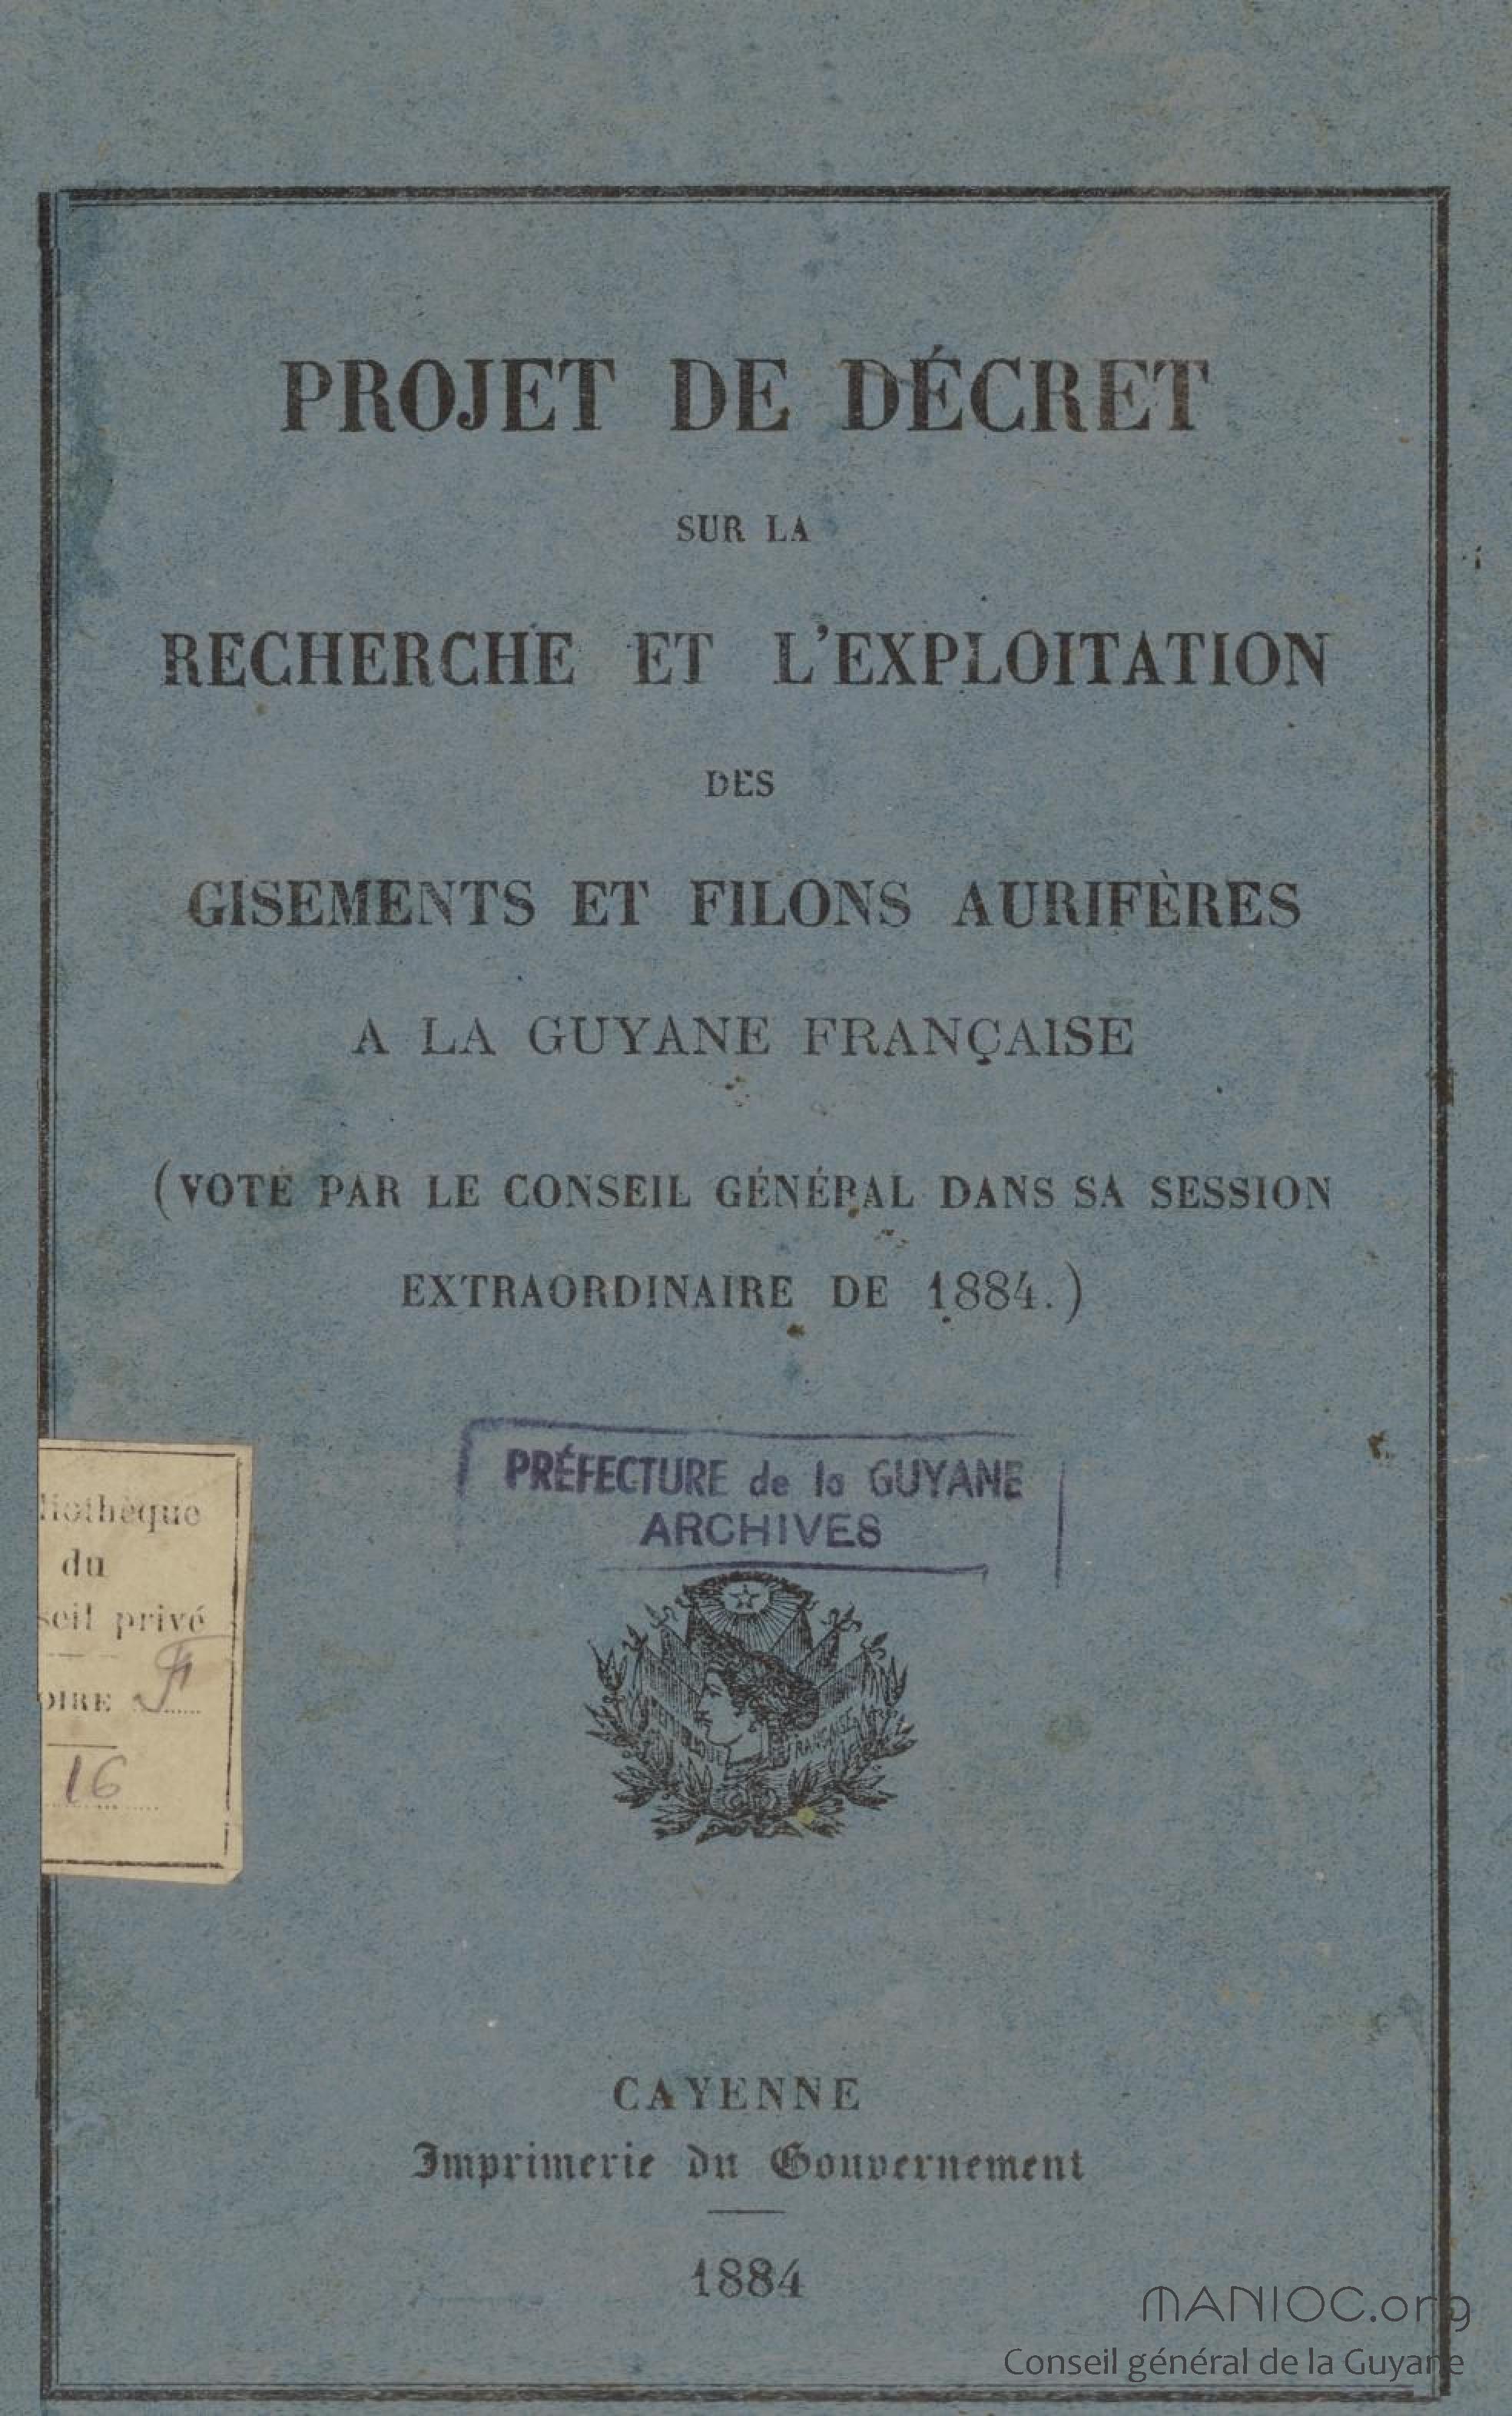 PROJET DE DÉCRET
SUR LA
RECHERCHE ET L'EXPLOITATION
DES
GISEMENTS ET FILONS AURIFÈRES
A LA GUYANE FRANÇAISE
(VOTÉ PAR LE CONSEIL GÉNÉRAL DANS SA SESSION
EXTRAORDINAIRE DE 1884.)
PRÉFECTURE de la GUYANE
ARCHIVES
liothèque
du
seil privé
OIRE F
16
FRANÇAISE
CAYENNE
Imprimerie du Gouvernement
1884
MANIOC.org
Conseil général de la Guyane